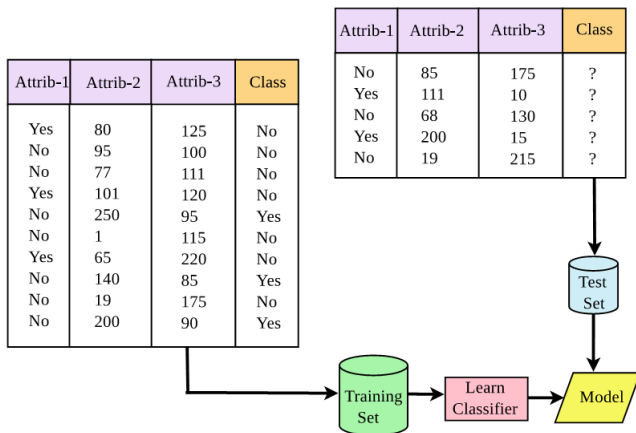 Attrib-1 Attrib-2 Attrib-3 Class
Yes 80 125 No
No 95 100 No
No 77 111 No
Yes 101 120 No
No 250 95 Yes
No 1 115 No
Yes 65 220 No
No 140 85 Yes
No 19 175 No
No 200 90 Yes
Attrib-1 Attrib-2 Attrib-3 Class
No 85 175 ?
Yes 111 10 ?
No 68 130 ?
Yes 200 15 ?
No 19 215 ?
Test
Set
Training
Set
Learn
Classifier
Model